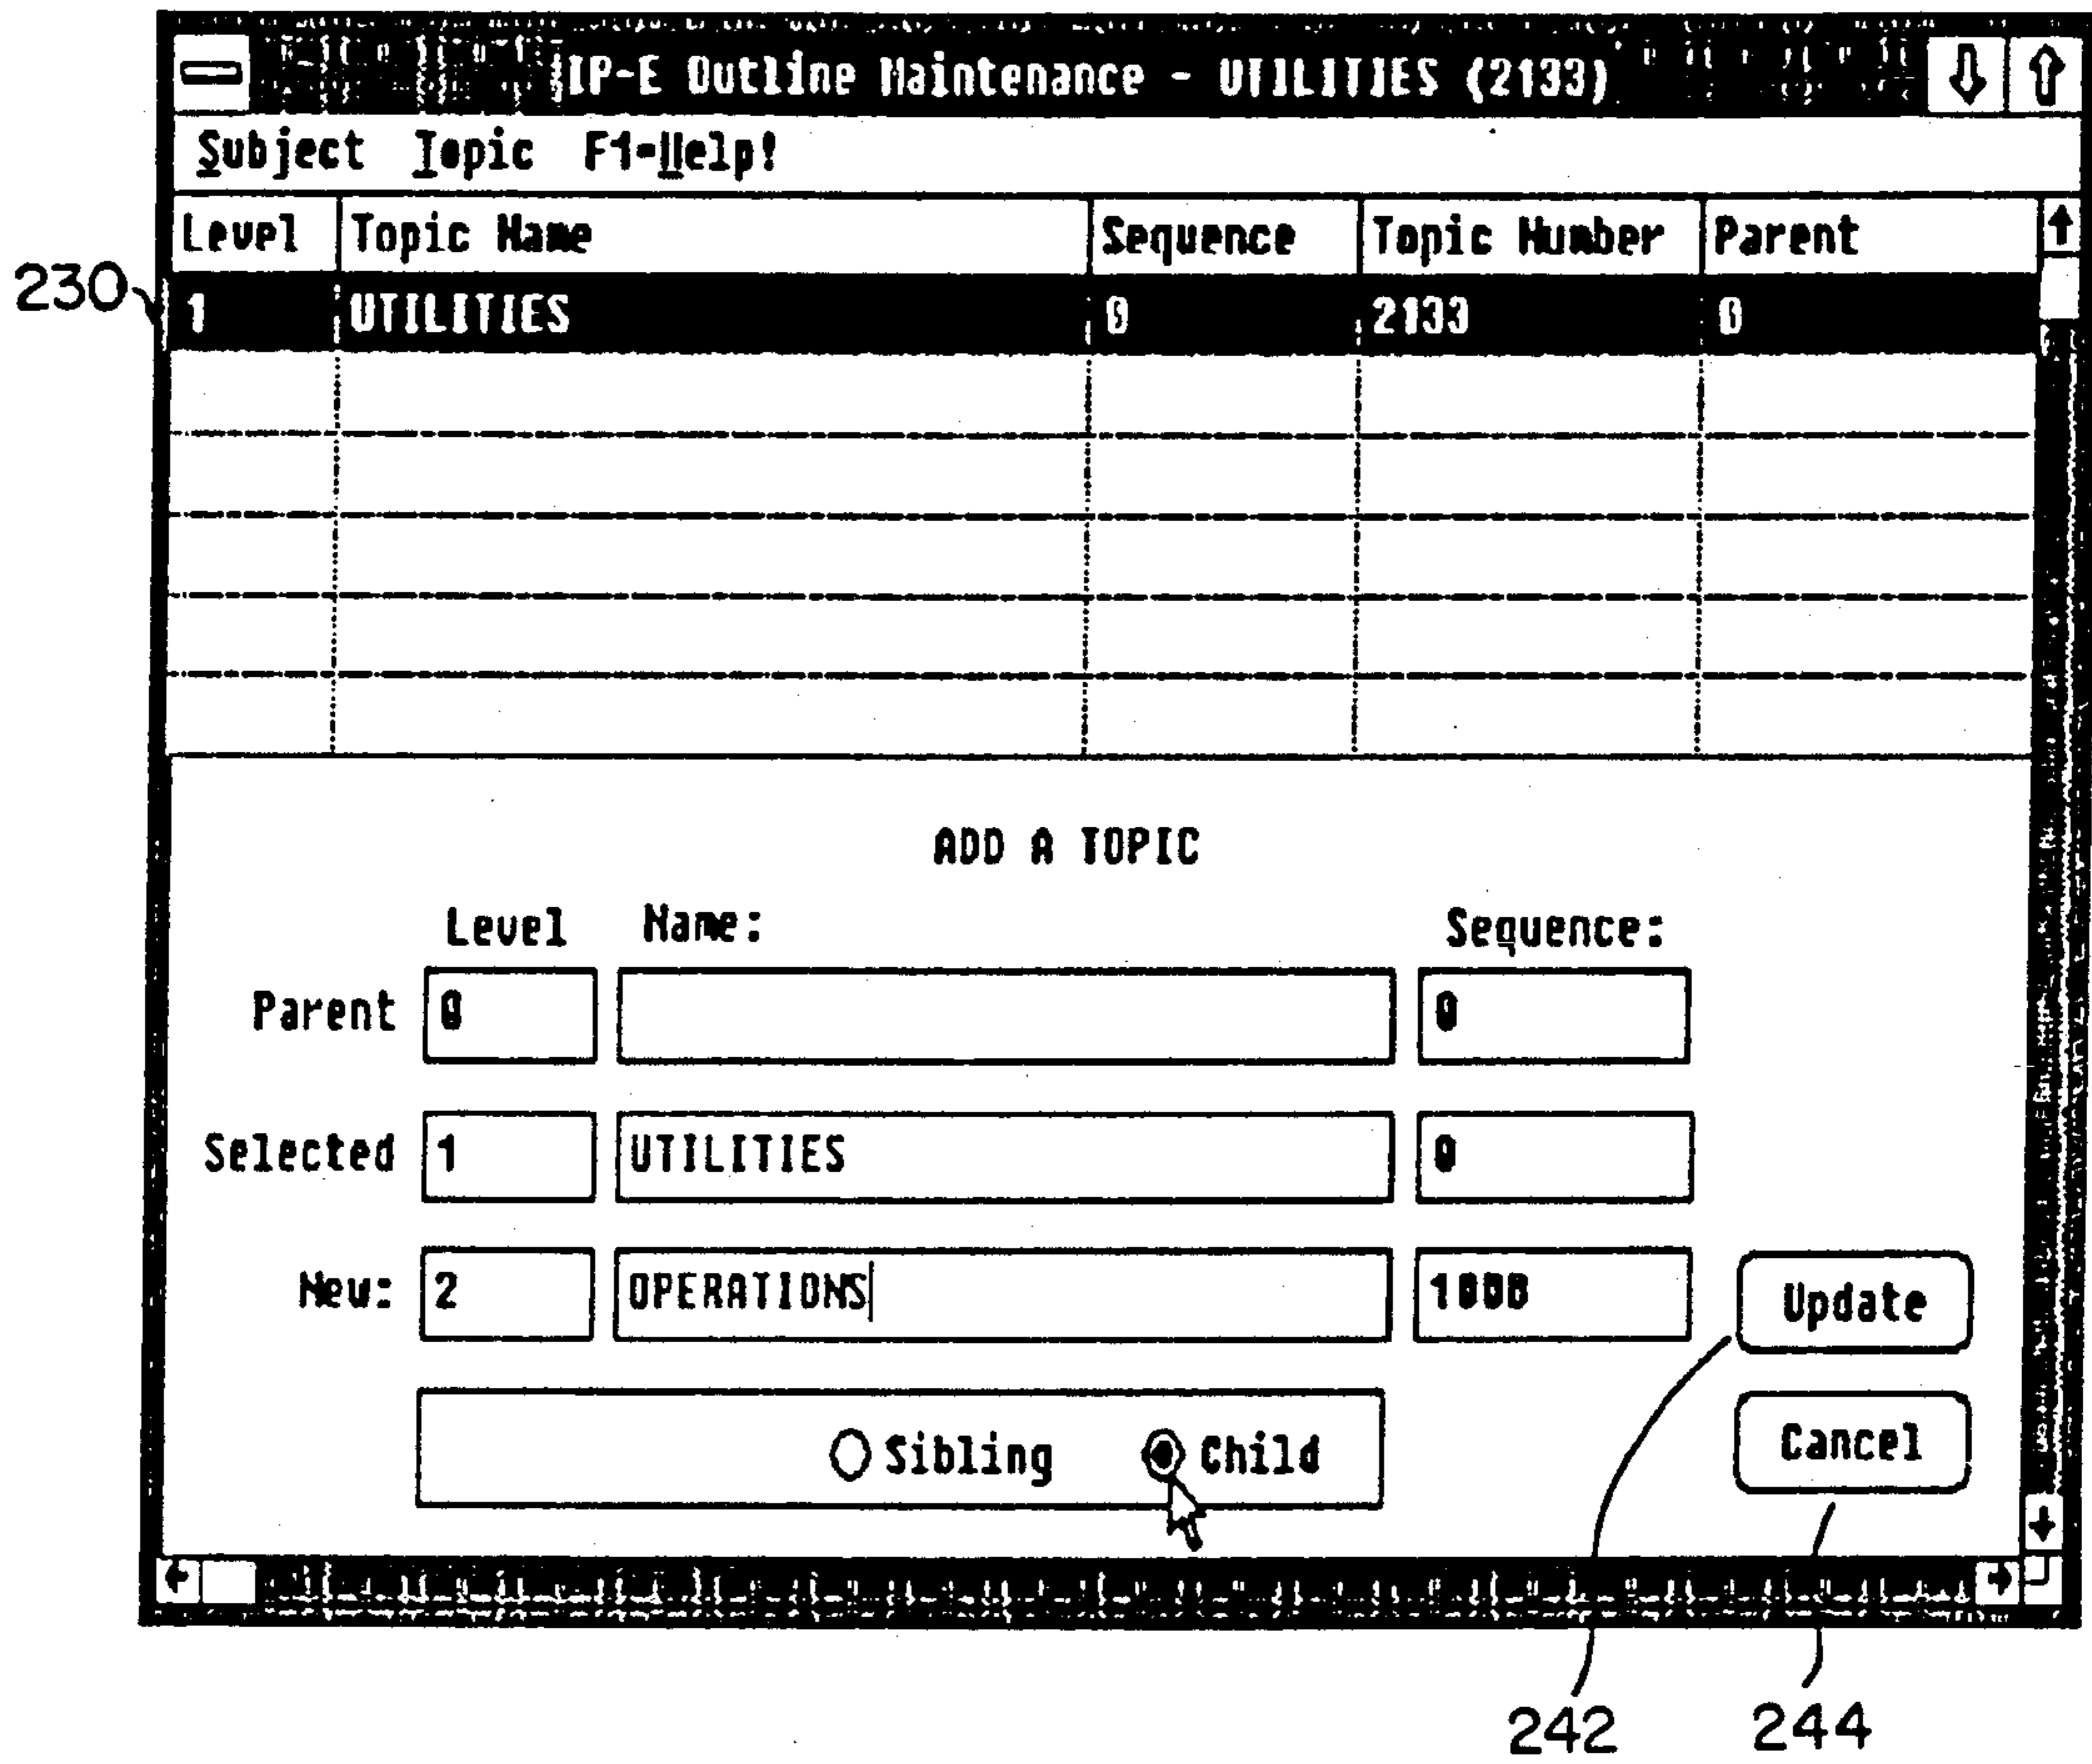 IP-E Outline Maintenance - UTILITIES (2133)
Subject Topic F1=Help!
Level Topic Name Sequence Topic Number Parent
230 1 UTILITIES 0 2133 0
ADD A TOPIC
Level Name: Sequence:
Parent 0 0
Selected 1 UTILITIES 0
New: 2 OPERATIONS 1000 Update
Sibling Child Cancel
242 244